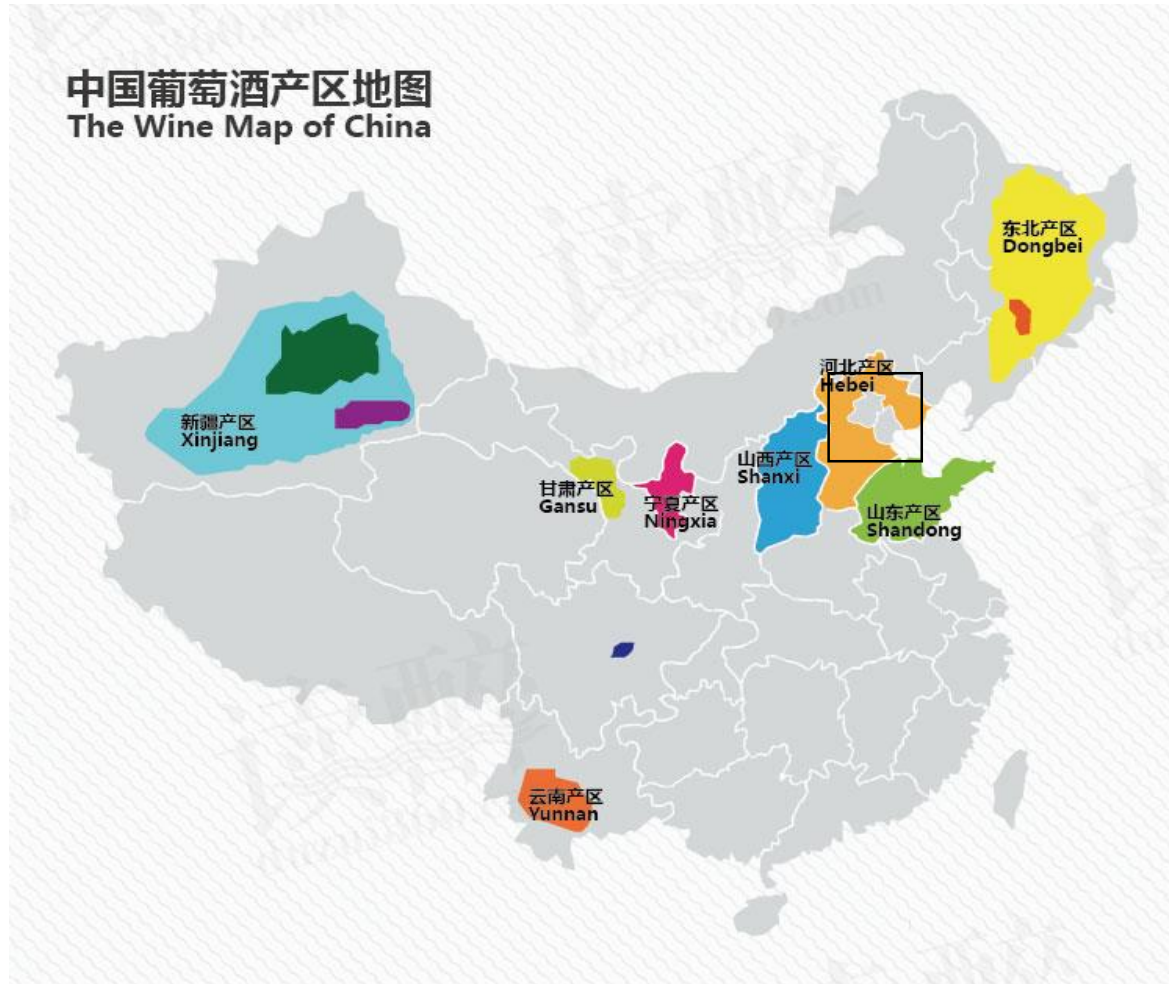 中国葡萄酒产区地图
The Wine Map of China
东北产区
Dongbei
河北产区
Hebei
新疆产区
Xinjiang
山西产区
Shanxi
甘肃产区
Gansu
宁夏产区
Ningxia
山东产区
Shandong
云南产区
Yunnan